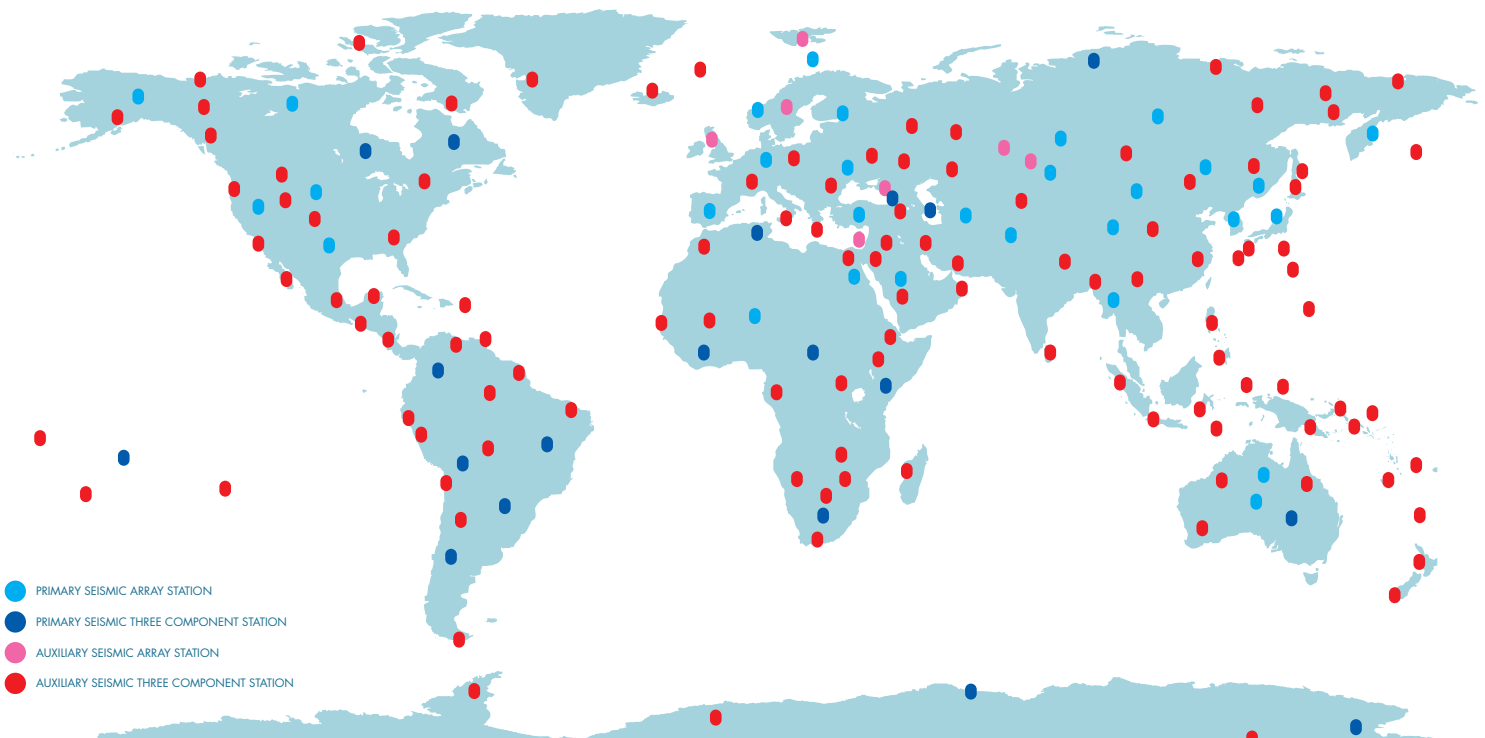 PRIMARY SEISMIC ARRAY STATION
PRIMARY SEISMIC THREE COMPONENT STATION
AUXILIARY SEISMIC ARRAY STATION
AUXILIARY SEISMIC THREE COMPONENT STATION